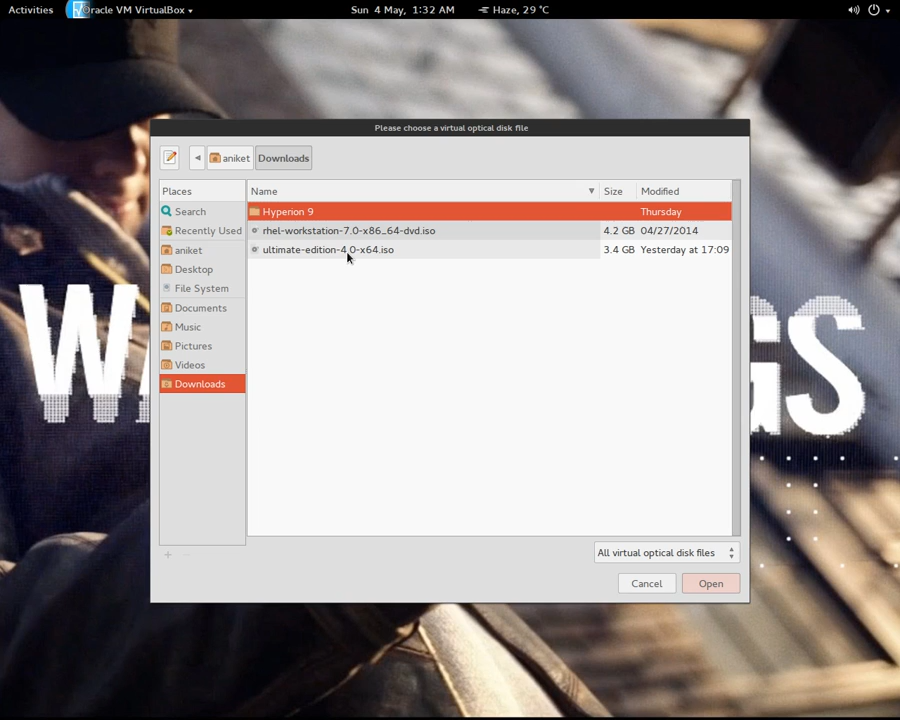 Activities Oracle VM VirtualBox Sun 4 May, 1:32 AM Haze, 29 °C
Please choose a virtual optical disk file
aniket Downloads
Places Name Size Modified
Search Hyperion 9 Thursday
Recently Used rhel-workstation-7.0-x86_64-dvd.iso 4.2 GB 04/27/2014
aniket ultimate-edition-4.0-x64.iso 3.4 GB Yesterday at 17:09
Desktop
File System
Documents
Music
Pictures
Videos
Downloads
All virtual optical disk files
Cancel Open
W GS